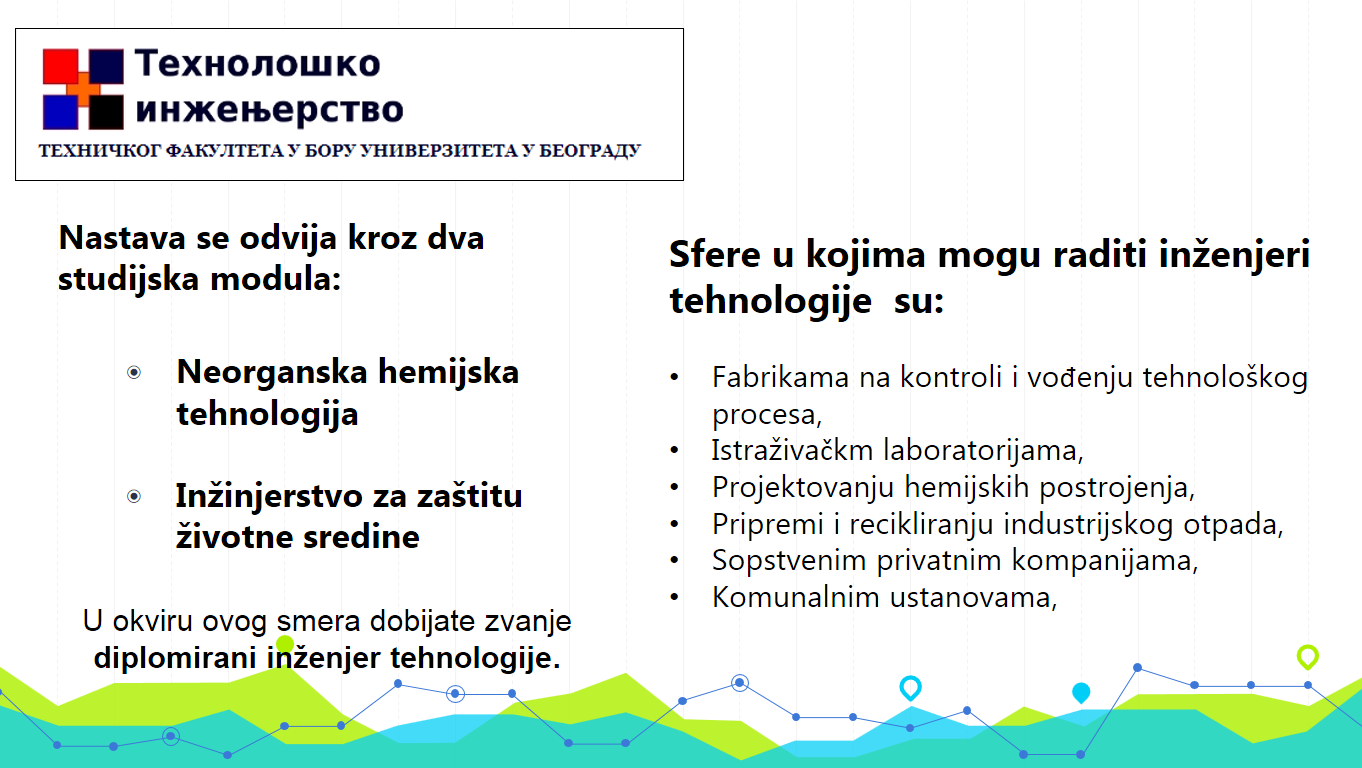 Технолошко
инжењерство
ТЕХНИЧКОГ ФАКУЛТЕТА У БОРУ УНИВЕРЗИТЕТА У БЕОГРАДУ
Nastava se odvija kroz dva
studijska modula:
Neorganska hemijska
tehnologija
Inžinjerstvo za zaštitu
životne sredine
U okviru ovog smera dobijate zvanje
diplomirani inženjer tehnologije.
Sfere u kojima mogu raditi inženjeri
tehnologije  su:
• Fabrikama na kontroli i vođenju tehnološkog
procesa,
• Istraživačkm laboratorijama,
• Projektovanju hemijskih postrojenja,
• Pripremi i recikliranju industrijskog otpada,
• Sopstvenim privatnim kompanijama,
• Komunalnim ustanovama,